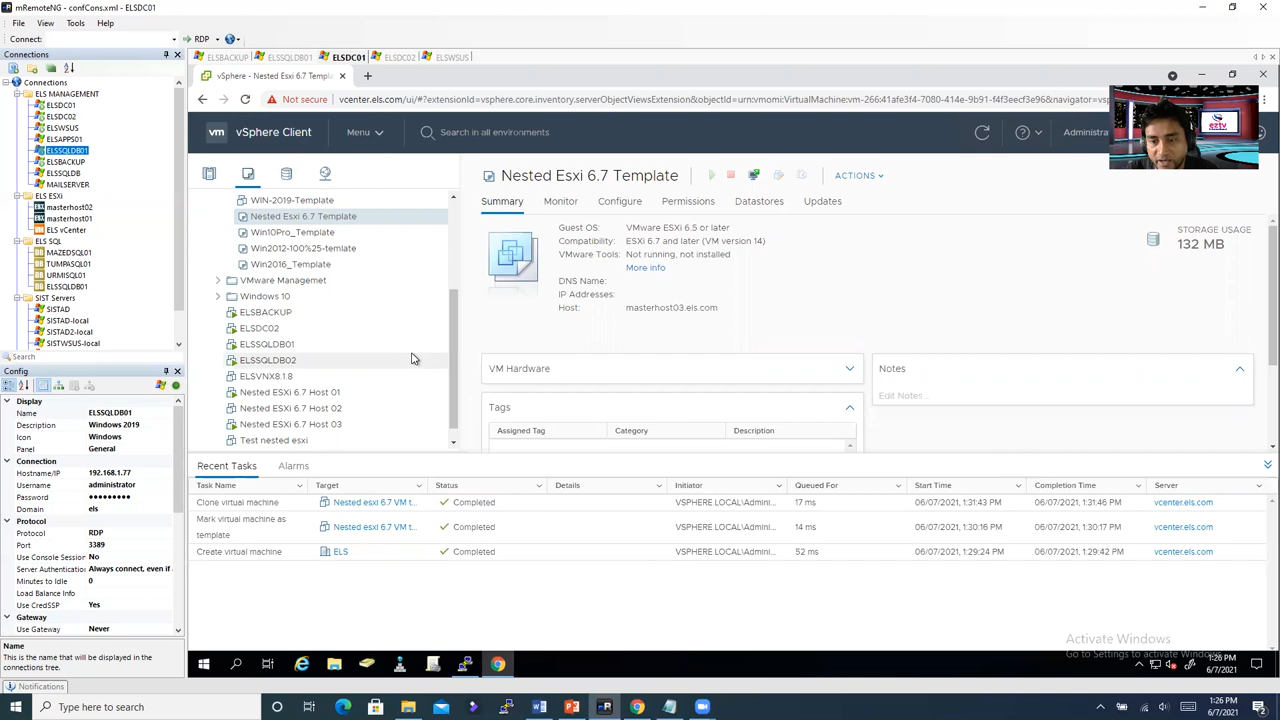 mRemoteNG - confCons.xml - ELSDC01
File View Tools Help
Connect: RDP
Connections
ELSBACKUP ELSSQLDB01 ELSDC01 ELSDC02 ELSWSUS
vSphere - Nested Esxi 6.7 Templa
Not secure vcenter.els.com/ui/#?extensionId=
Connections
ELS MANAGEMENT
ELSDC01
ELSDC02
ELSWSUS
ELSAPPS01
ELSSQLDB01
ELSBACKUP
ELSSQLDB
MAILSERVER
ELS ESXi
masterhost02
masterhost01
ELS vCenter
ELS SQL
MAZEDSQL01
TUMPASQL01
URMISQL01
ELSSQLDB01
SIST Servers
SISTAD
SISTAD-local
SISTAD2-local
SISTWSUS-local
Search
Config
Display
Name ELSSQLDB01
Description Windows 2019
Icon Windows
Panel General
Connection
Hostname/IP 192.168.1.77
Username administrator
Password •••••••••
Domain els
Protocol
Protocol RDP
Port 3389
Use Console Session No
Server Authentication Always connect, even if
Minutes to Idle 0
Load Balance Info
Use CredSSP Yes
Gateway
Use Gateway Never
Name
This is the name that will be displayed in the
connections tree.
Notifications
vm vSphere Client Menu Search in all environments Administra
WIN-2019-Template
Nested Esxi 6.7 Template
Win10Pro_Template
Win2012-100%25-temlate
Win2016_Template
VMware Managemet
Windows 10
ELSBACKUP
ELSDC02
ELSSQLDB01
ELSSQLDB02
ELSVNX8.1.8
Nested ESXi 6.7 Host 01
Nested ESXi 6.7 Host 02
Nested ESXi 6.7 Host 03
Test nested esxi
Nested Esxi 6.7 Template ACTIONS
Summary Monitor Configure Permissions Datastores Updates
Guest OS: VMware ESXi 6.5 or later
Compatibility: ESXi 6.7 and later (VM version 14)
VMware Tools: Not running, not installed
More info
DNS Name:
IP Addresses:
Host: masterhost03.els.com
STORAGE USAGE
132 MB
eztv
VM Hardware
Notes
Edit Notes...
Tags
Assigned Tag Category Description
Recent Tasks Alarms
Task Name Target Status Details Initiator Queued For Start Time Completion Time Server
Clone virtual machine Nested esxi 6.7 VM t... Completed VSPHERE LOCAL\Admini... 17 ms 06/07/2021, 1:31:43 PM 06/07/2021, 1:31:46 PM vcenter.els.com
Mark virtual machine as
template Nested esxi 6.7 VM t... Completed VSPHERE LOCAL\Admini... 14 ms 06/07/2021, 1:30:16 PM 06/07/2021, 1:30:17 PM vcenter.els.com
Create virtual machine ELS Completed VSPHERE LOCAL\Admini... 52 ms 06/07/2021, 1:29:24 PM 06/07/2021, 1:29:42 PM vcenter.els.com
Activate Windows
Go to Settings to activate Windows.
1:26 PM
6/7/2021
Type here to search
1:26 PM
6/7/2021
2